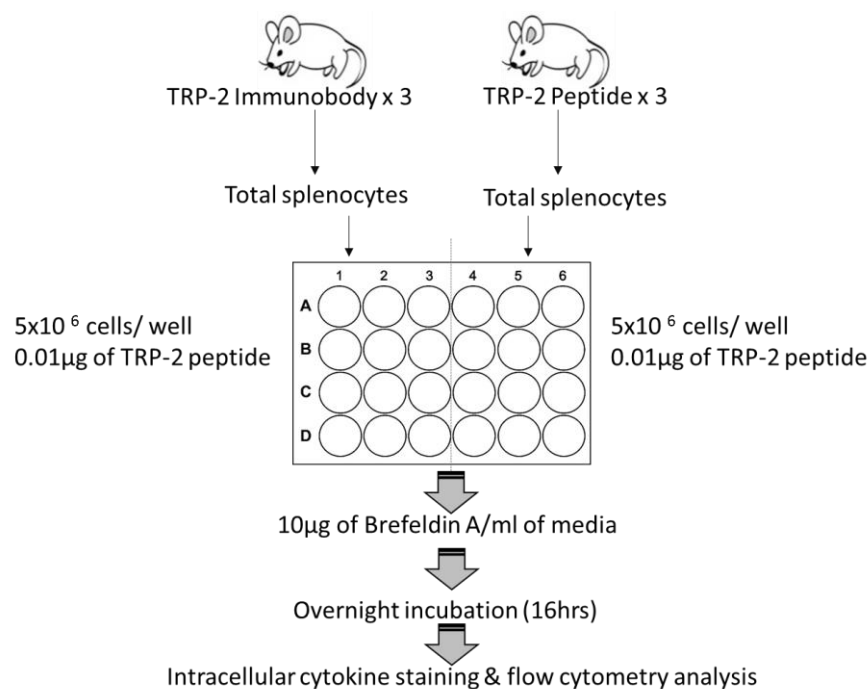 TRP-2 Immunobody x 3
TRP-2 Peptide x 3
Total splenocytes
Total splenocytes
1 2 3 4 5 6
A
B
C
D
5x10 ⁶ cells/ well
0.01µg of TRP-2 peptide
5x10 ⁶ cells/ well
0.01µg of TRP-2 peptide
10µg of Brefeldin A/ml of media
Overnight incubation (16hrs)
Intracellular cytokine staining & flow cytometry analysis